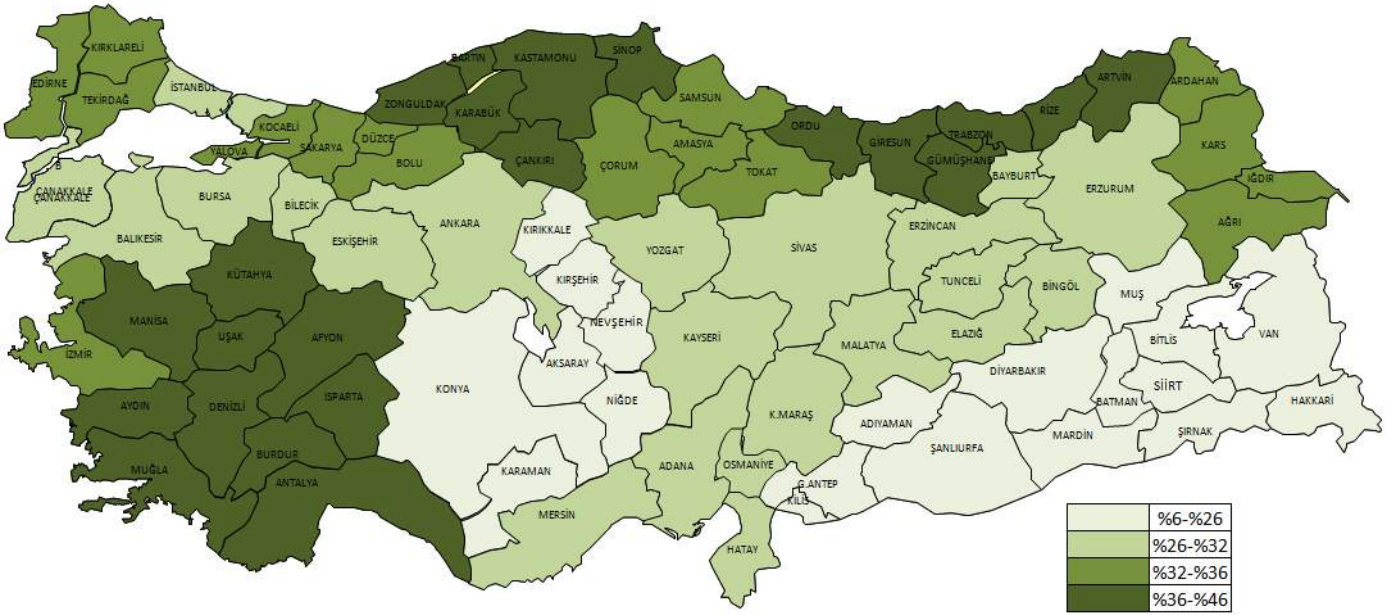 KIRKLARELİ
EDİRNE
TEKİRDAĞ
İSTANBUL
KOCAELİ
YALOVA
SAKARYA
DÜZCE
BOLU
ZONGULDAK
BARTIN
KARABÜK
KASTAMONU
SİNOP
ÇANKIRI
SAMSUN
ÇORUM
AMASYA
TOKAT
ORDU
GİRESUN
TRABZON
GÜMÜŞHANE
RİZE
ARTVİN
ARDAHAN
KARS
IĞDIR
AĞRI
BAYBURT
ERZURUM
ERZİNCAN
B
ÇANAKKALE
ÇANAKKALE
BALIKESİR
BURSA
BİLECİK
ESKİŞEHİR
ANKARA
KIRIKKALE
KIRŞEHİR
NEVŞEHİR
YOZGAT
SİVAS
TUNCELİ
BİNGÖL
ELAZIĞ
MUŞ
BİTLİS
VAN
KÜTAHYA
MANİSA
UŞAK
AFYON
İZMİR
AYDIN
DENİZLİ
ISPARTA
BURDUR
MUĞLA
ANTALYA
KONYA
AKSARAY
NİĞDE
KARAMAN
MERSİN
KAYSERİ
MALATYA
K.MARAŞ
ADANA
OSMANİYE
HATAY
G.ANTEP
KİLİS
ADIYAMAN
ŞANLIURFA
DİYARBAKIR
MARDİN
BATMAN
SİİRT
ŞIRNAK
HAKKARİ
%6-%26
%26-%32
%32-%36
%36-%46